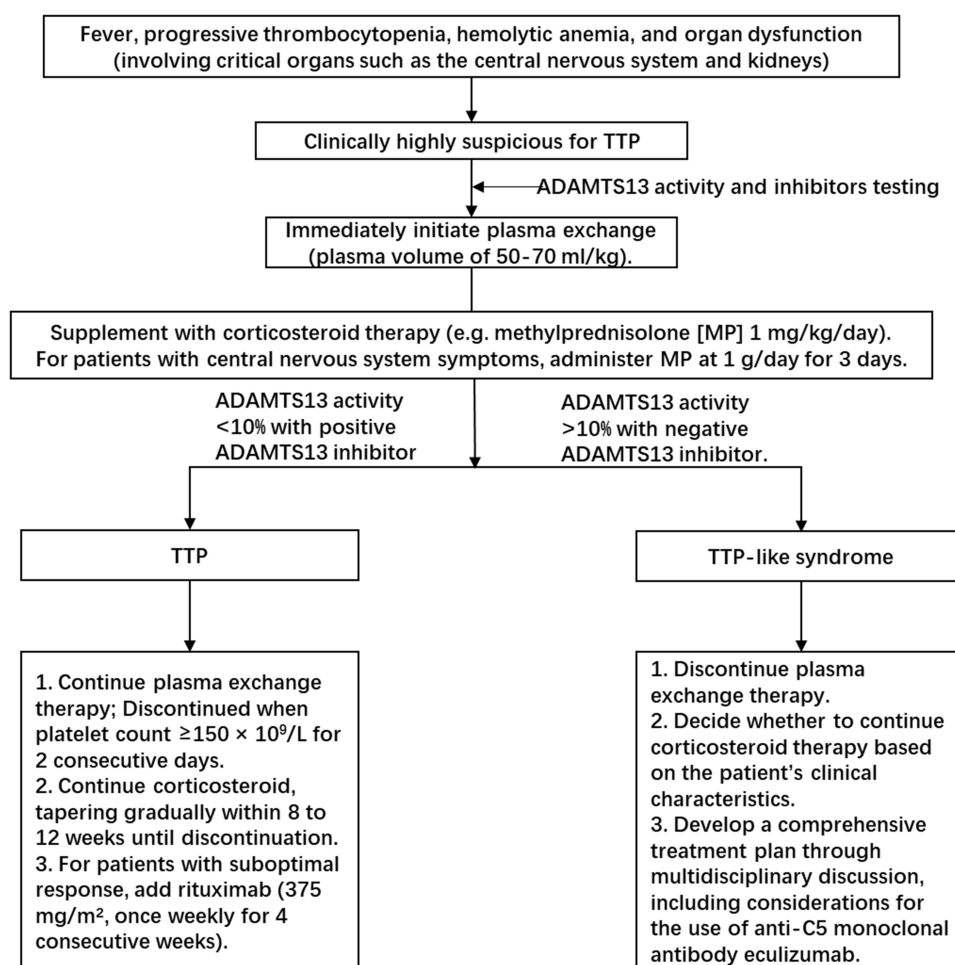 Fever, progressive thrombocytopenia, hemolytic anemia, and organ dysfunction
(involving critical organs such as the central nervous system and kidneys)
Clinically highly suspicious for TTP
ADAMTS13 activity and inhibitors testing
Immediately initiate plasma exchange
(plasma volume of 50-70 ml/kg).
Supplement with corticosteroid therapy (e.g. methylprednisolone [MP] 1 mg/kg/day).
For patients with central nervous system symptoms, administer MP at 1 g/day for 3 days.
ADAMTS13 activity
<10% with positive
ADAMTS13 inhibitor
ADAMTS13 activity
>10% with negative
ADAMTS13 inhibitor.
TTP
TTP-like syndrome
1. Continue plasma exchange
therapy; Discontinued when
platelet count ≥150 × 10⁹/L for
2 consecutive days.
2. Continue corticosteroid,
tapering gradually within 8 to
12 weeks until discontinuation.
3. For patients with suboptimal
response, add rituximab (375
mg/m², once weekly for 4
consecutive weeks).
1. Discontinue plasma
exchange therapy.
2. Decide whether to continue
corticosteroid therapy based
on the patient's clinical
characteristics.
3. Develop a comprehensive
treatment plan through
multidisciplinary discussion,
including considerations for
the use of anti-C5 monoclonal
antibody eculizumab.